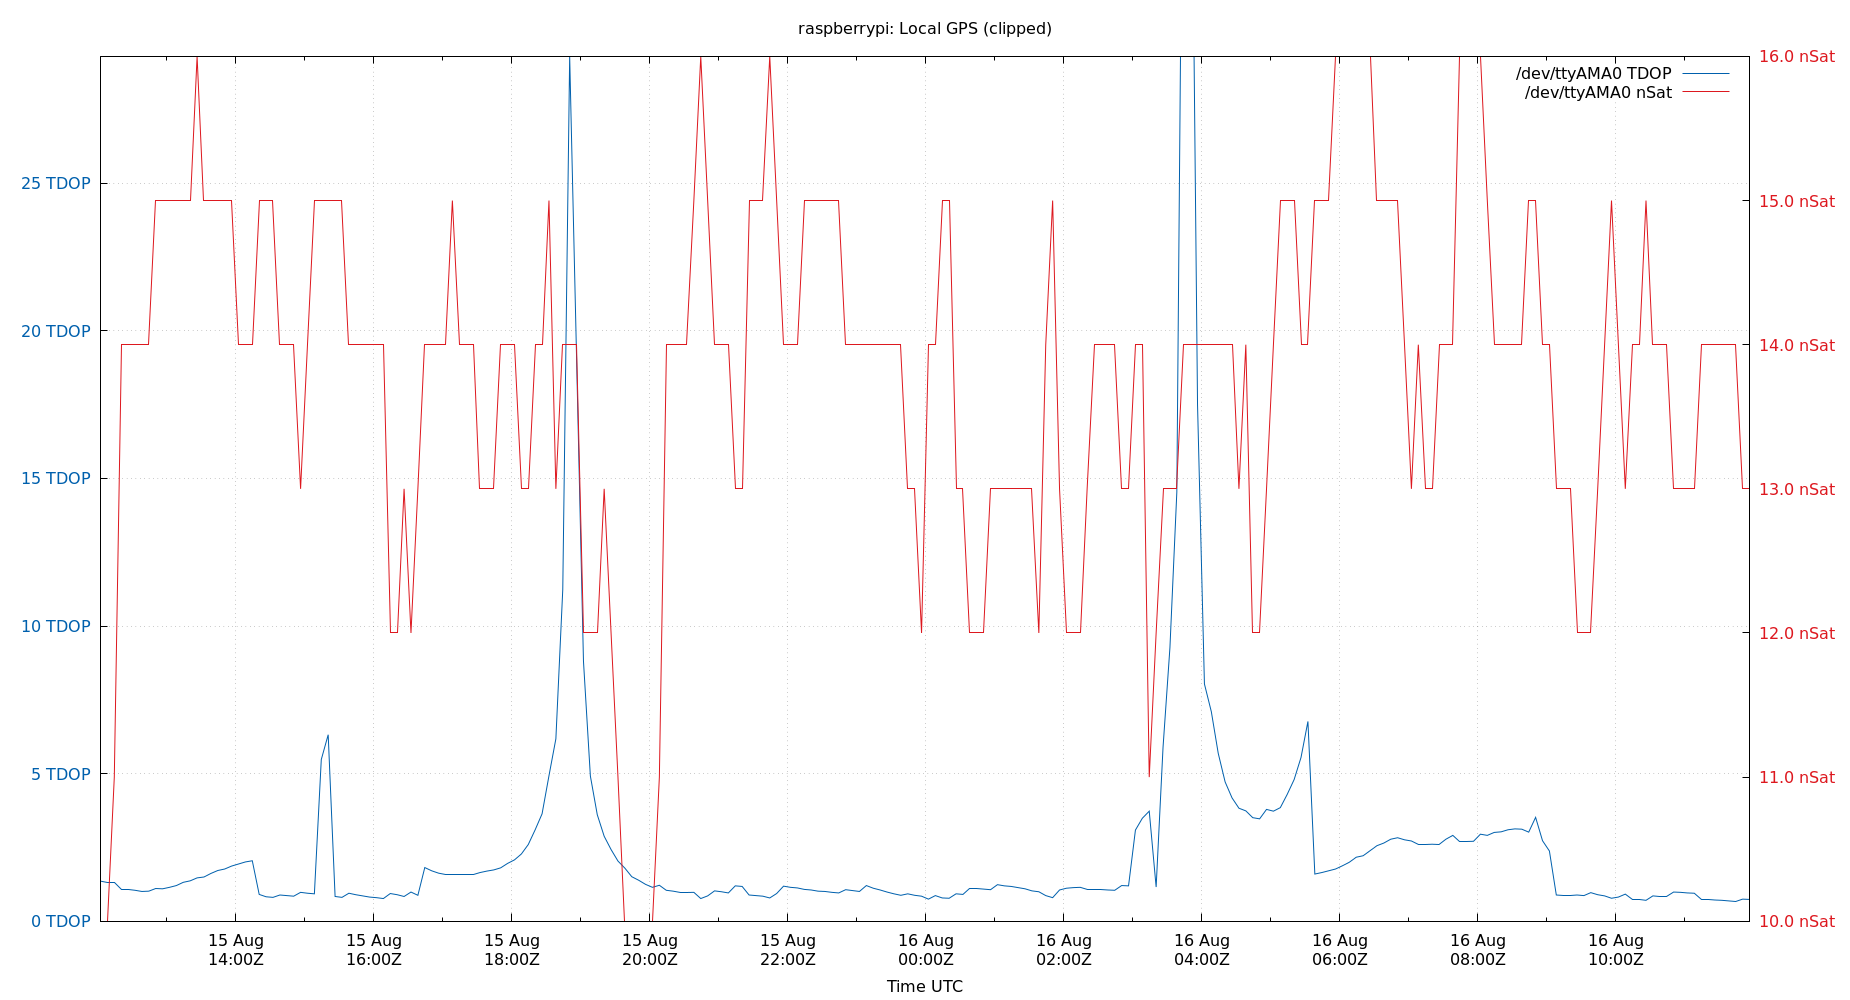 raspberrypi: Local GPS (clipped)
/dev/ttyAMA0 TDOP
/dev/ttyAMA0 nSat
25 TDOP
20 TDOP
15 TDOP
10 TDOP
5 TDOP
0 TDOP
16.0 nSat
15.0 nSat
14.0 nSat
13.0 nSat
12.0 nSat
11.0 nSat
10.0 nSat
15 Aug
14:00Z
15 Aug
16:00Z
15 Aug
18:00Z
15 Aug
20:00Z
15 Aug
22:00Z
16 Aug
00:00Z
16 Aug
02:00Z
16 Aug
04:00Z
16 Aug
06:00Z
16 Aug
08:00Z
16 Aug
10:00Z
Time UTC